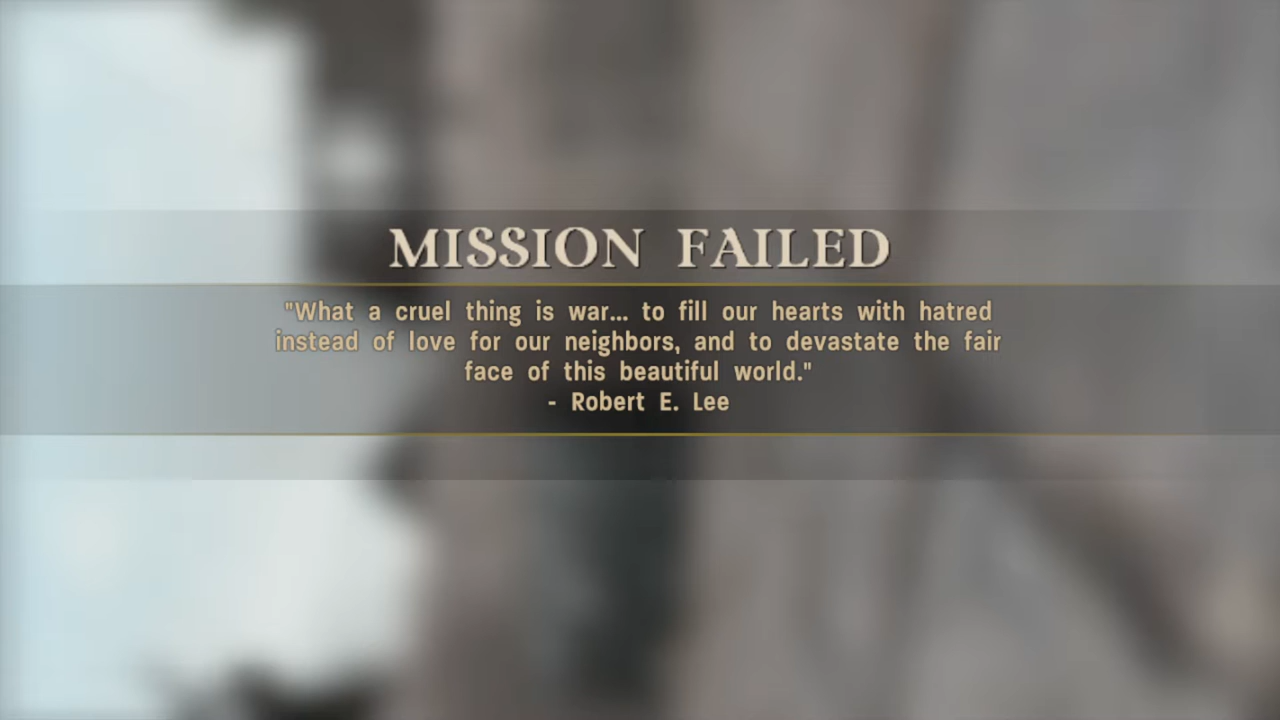 MISSION FAILED
"What a cruel thing is war... to fill our hearts with hatred
instead of love for our neighbors, and to devastate the fair
face of this beautiful world."
- Robert E. Lee